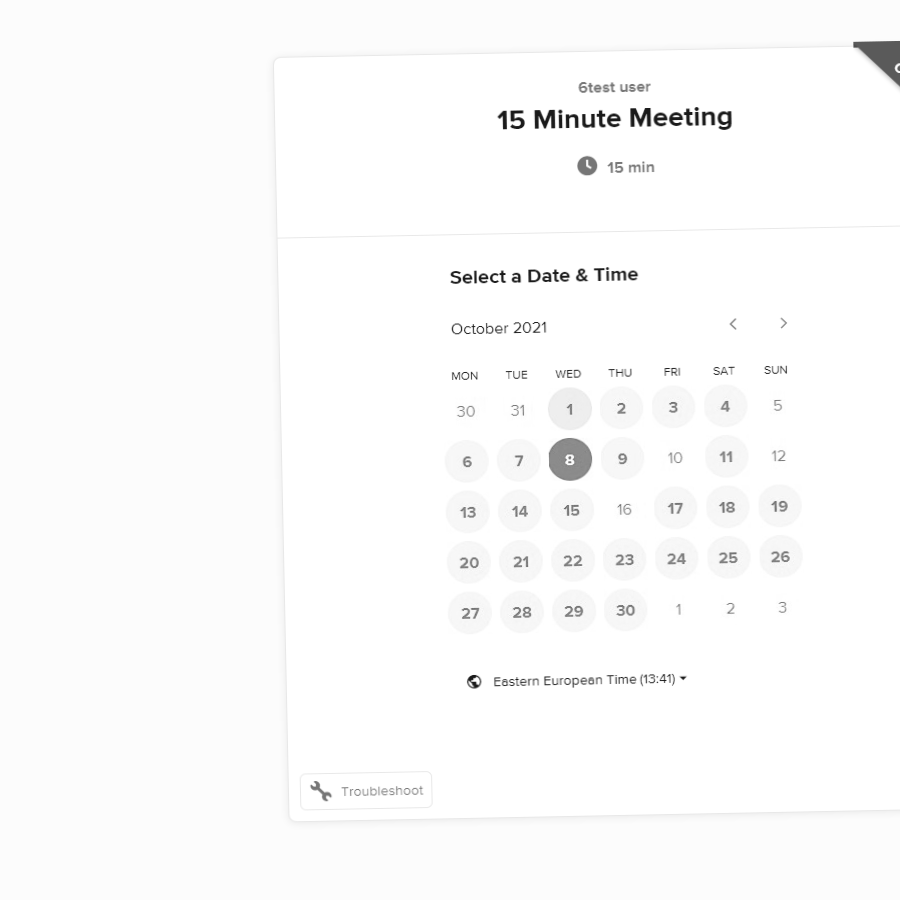 6test user
15 Minute Meeting
15 min
Select a Date & Time
October 2021
MON TUE WED THU FRI SAT SUN
30 31 1 2 3 4 5
6 7 8 9 10 11 12
13 14 15 16 17 18 19
20 21 22 23 24 25 26
27 28 29 30 1 2 3
Eastern European Time (13:41)
Troubleshoot